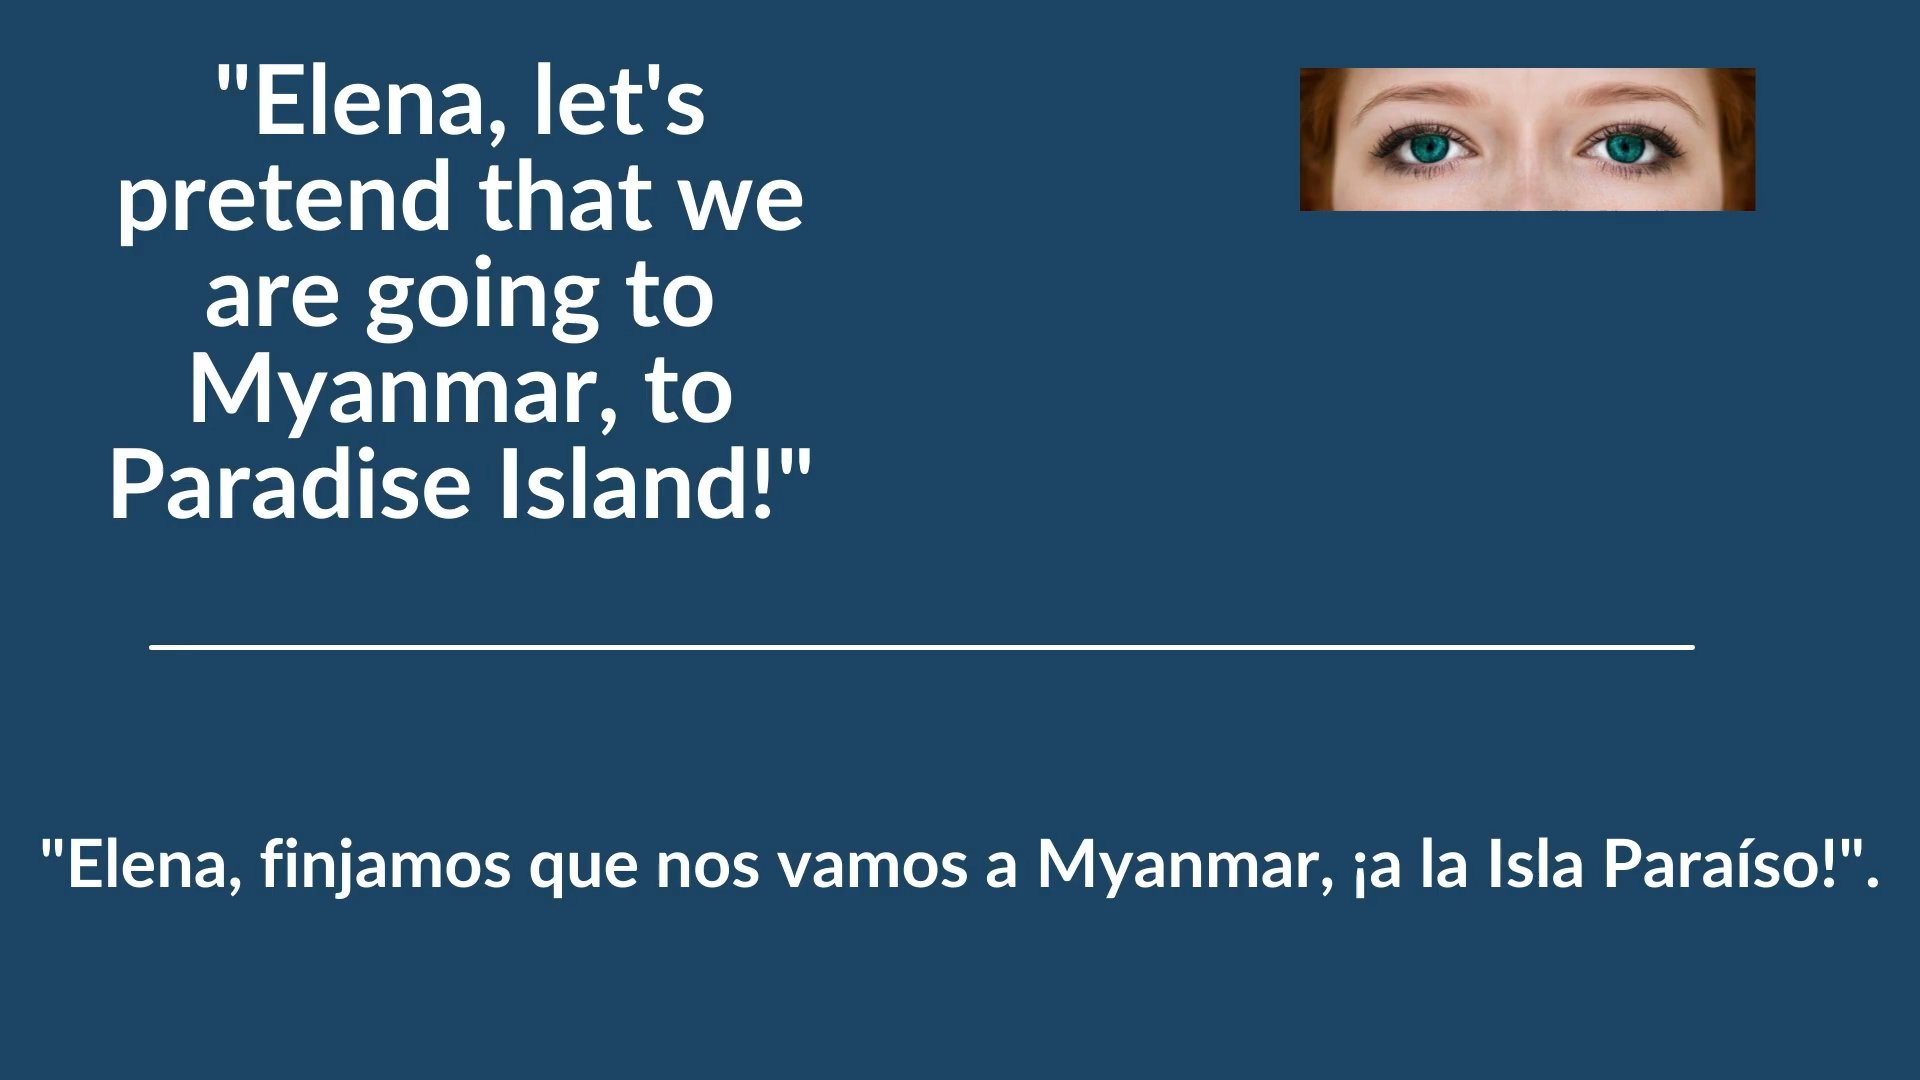 "Elena, let's
pretend that we
are going to
Myanmar, to
Paradise Island!"
"Elena, finjamos que nos vamos a Myanmar, ¡a la Isla Paraíso!".